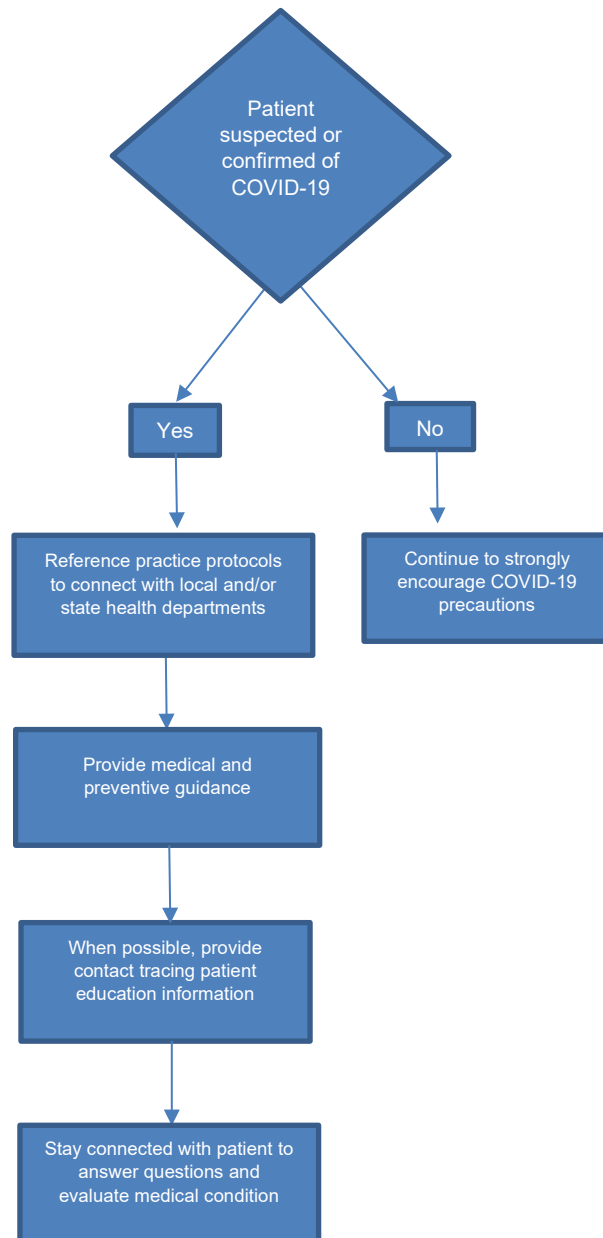 Patient
suspected or
confirmed of
COVID-19
Yes
No
Reference practice protocols
to connect with local and/or
state health departments
Continue to strongly
encourage COVID-19
precautions
Provide medical and
preventive guidance
When possible, provide
contact tracing patient
education information
Stay connected with patient to
answer questions and
evaluate medical condition